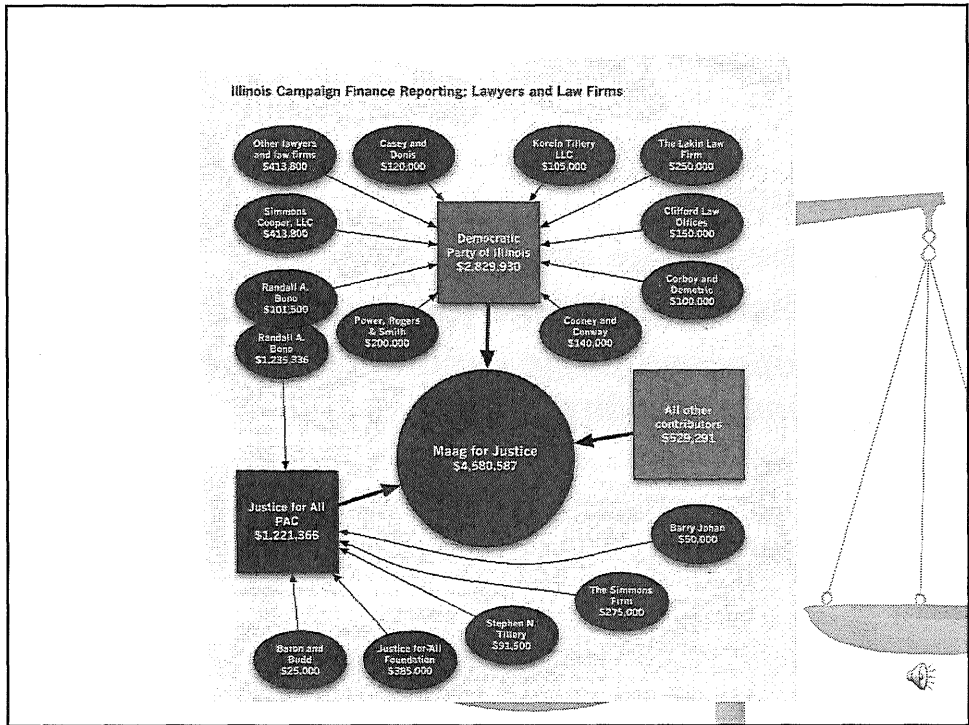 Illinois Campaign Finance Reporting: Lawyers and Law Firms
Other lawyers
and law firms
$413,800
Casey and
Donis
$120,000
Korein Tillery
LLC
$105,000
The Lakin Law
Firm
$250,000
Simmons
Cooper, LLC
$413,800
Democratic
Party of Illinois
$2,829,930
Clifford Law
Offices
$150,000
Randall A.
Bono
$101,500
Corboy and
Demetrio
$100,000
Randall A.
Bono
$1,235,336
Power, Rogers
& Smith
$200,000
Cooney and
Conway
$140,000
Maag for Justice
$4,580,587
All other
contributors
$529,291
Justice for All
PAC
$1,221,366
Barry Johan
$50,000
The Simmons
Firm
$275,000
Stephen N.
Tillery
$91,500
Baron and
Budd
$25,000
Justice for All
Foundation
$385,000